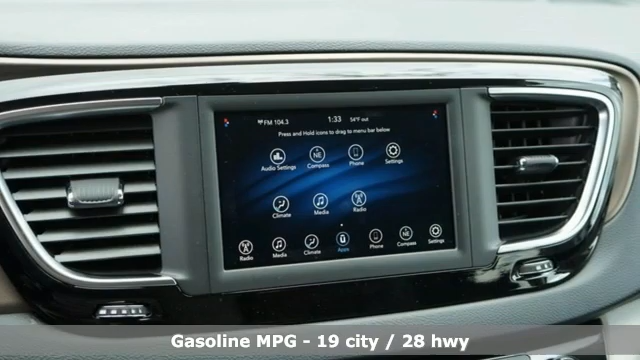 FM 104.3 1:33 54°F out
Press and Hold icons to drag to menu bar below
NE
Audio Settings Compass Phone Settings
Climate Media Radio
NE
Radio Media Climate Apps Phone Compass Settings
Gasoline MPG - 19 city / 28 hwy